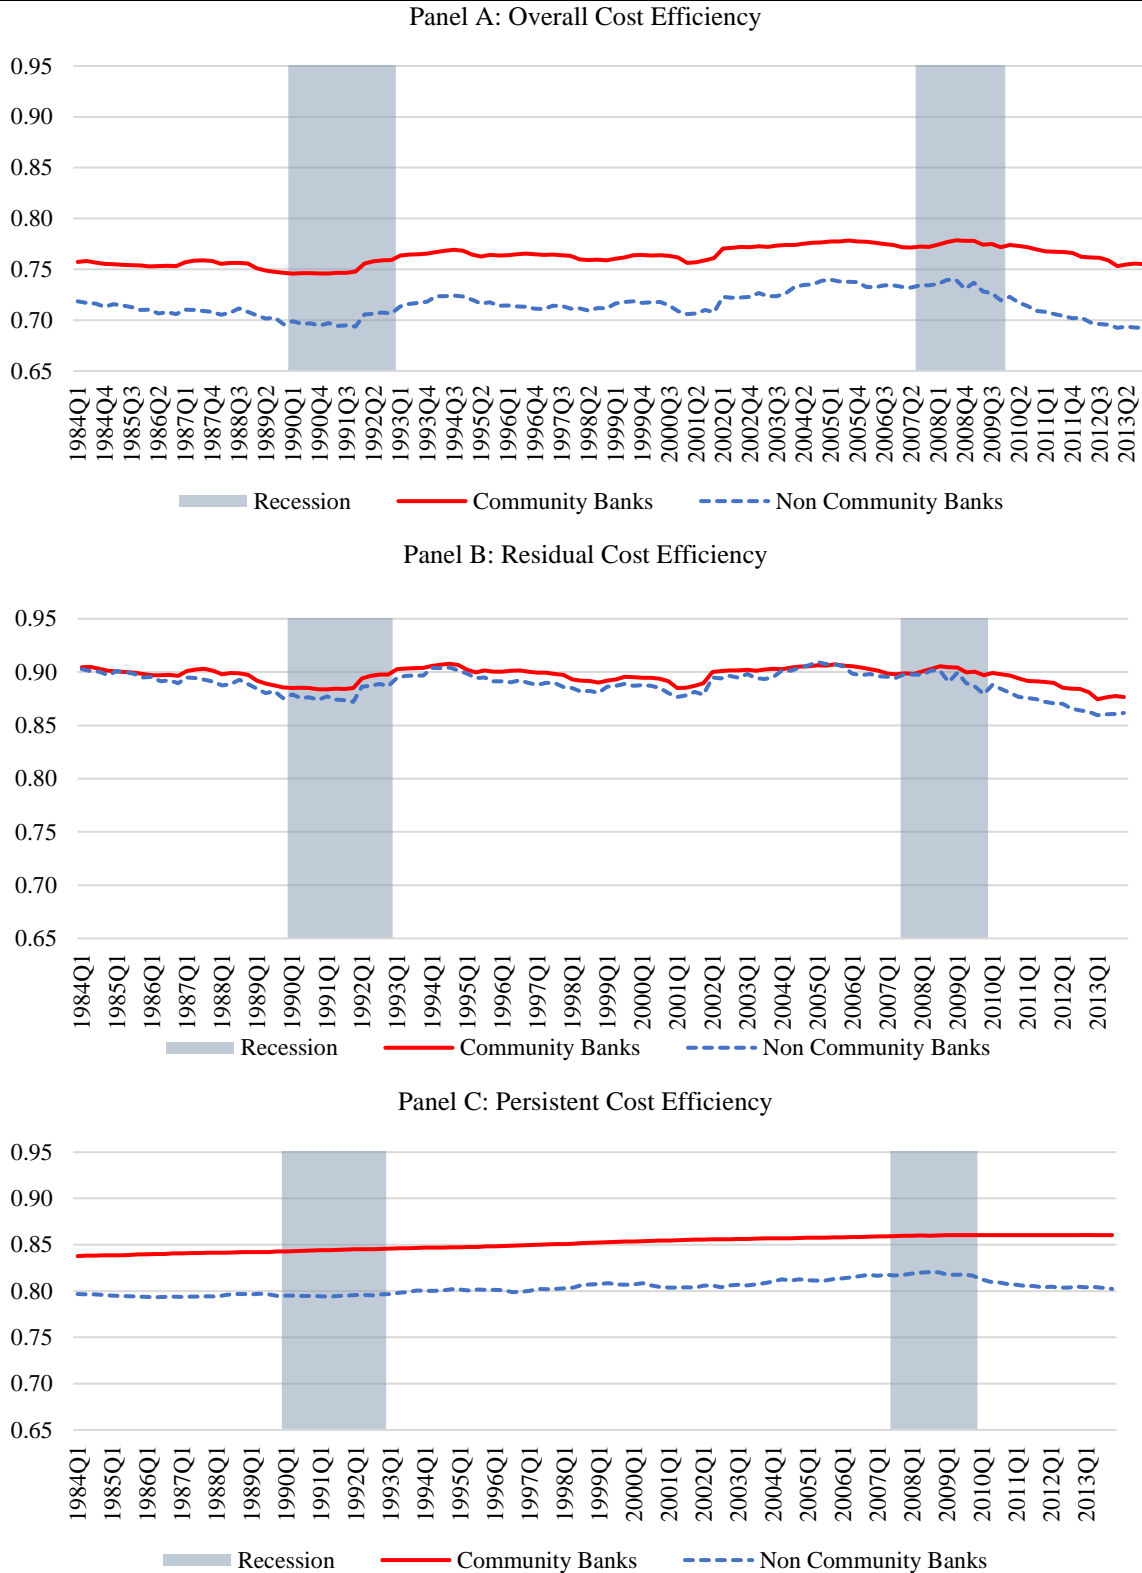 Panel A: Overall Cost Efficiency
0.95
0.90
0.85
0.80
0.75
0.70
0.65
1984Q1
1984Q4
1985Q3
1986Q2
1987Q1
1987Q4
1988Q3
1989Q2
1990Q1
1990Q4
1991Q3
1992Q2
1993Q1
1993Q4
1994Q3
1995Q2
1996Q1
1996Q4
1997Q3
1998Q2
1999Q1
1999Q4
2000Q3
2001Q2
2002Q1
2002Q4
2003Q3
2004Q2
2005Q1
2005Q4
2006Q3
2007Q2
2008Q1
2008Q4
2009Q3
2010Q2
2011Q1
2011Q4
2012Q3
2013Q2
Recession Community Banks Non Community Banks
Panel B: Residual Cost Efficiency
0.95
0.90
0.85
0.80
0.75
0.70
0.65
1984Q1
1985Q1
1986Q1
1987Q1
1988Q1
1989Q1
1990Q1
1991Q1
1992Q1
1993Q1
1994Q1
1995Q1
1996Q1
1997Q1
1998Q1
1999Q1
2000Q1
2001Q1
2002Q1
2003Q1
2004Q1
2005Q1
2006Q1
2007Q1
2008Q1
2009Q1
2010Q1
2011Q1
2012Q1
2013Q1
Recession Community Banks Non Community Banks
Panel C: Persistent Cost Efficiency
0.95
0.90
0.85
0.80
0.75
0.70
0.65
1984Q1
1985Q1
1986Q1
1987Q1
1988Q1
1989Q1
1990Q1
1991Q1
1992Q1
1993Q1
1994Q1
1995Q1
1996Q1
1997Q1
1998Q1
1999Q1
2000Q1
2001Q1
2002Q1
2003Q1
2004Q1
2005Q1
2006Q1
2007Q1
2008Q1
2009Q1
2010Q1
2011Q1
2012Q1
2013Q1
Recession Community Banks Non Community Banks